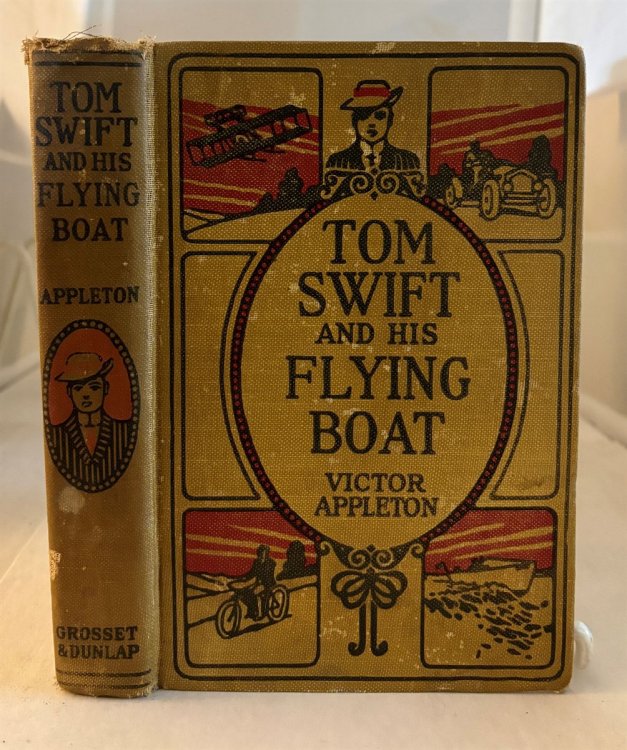 TOM
SWIFT
AND HIS
FLYING
BOAT
APPLETON
GROSSET
& DUNLAP
TOM
SWIFT
AND HIS
FLYING
BOAT
VICTOR
APPLETON